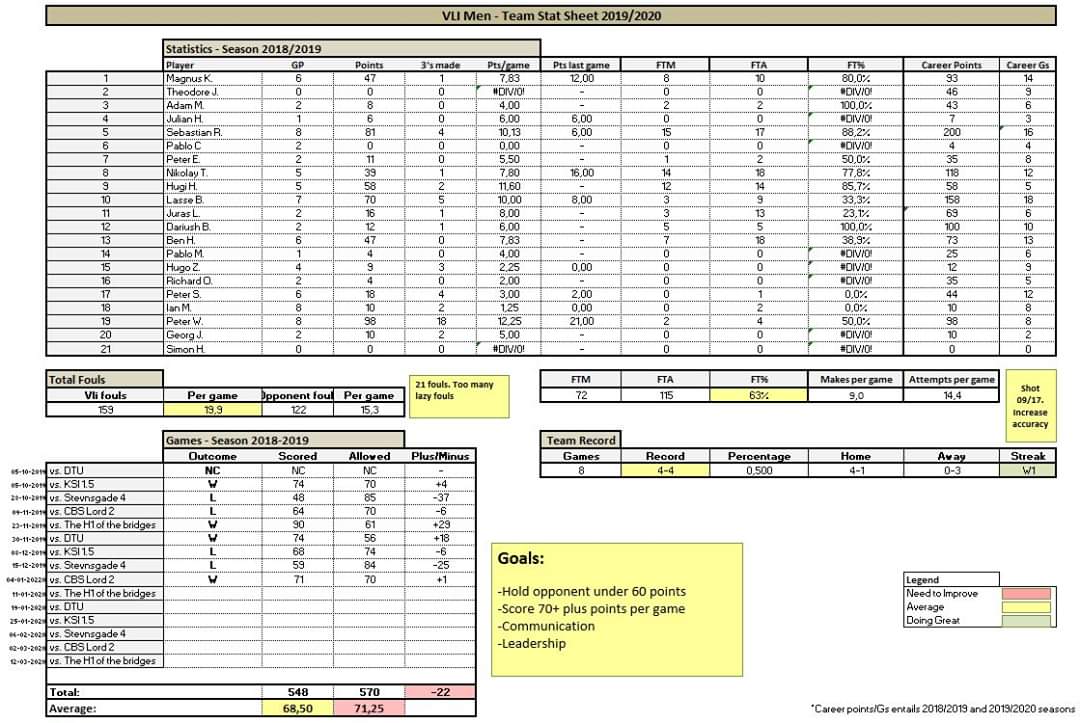 VLI Men - Team Stat Sheet 2019/2020
Statistics - Season 2018/2019
Player GP Points 3's made Pts/game Pts last game FTM FTA FT% Career Points Career Gs
1 Magnus K. 6 47 1 7,83 12,00 8 10 80,0% 93 14
2 Theodore J. 0 0 0 #DIV/0! - 0 0 #DIV/0! 46 9
3 Adam M. 2 8 0 4,00 - 2 2 100,0% 43 6
4 Julian H. 1 6 0 6,00 6,00 0 0 #DIV/0! 7 3
5 Sebastian R. 8 81 4 10,13 6,00 15 17 88,2% 200 16
6 Pablo C 2 0 0 0,00 - 0 0 #DIV/0! 4 4
7 Peter E. 2 11 0 5,50 - 1 2 50,0% 35 8
8 Nikolay T. 5 39 1 7,80 16,00 14 18 77,8% 118 12
9 Hugi H. 5 58 2 11,60 - 12 14 85,7% 58 5
10 Lasse B. 7 70 5 10,00 8,00 3 9 33,3% 158 18
11 Juras L. 2 16 1 8,00 - 3 13 23,1% 69 6
12 Dariush B. 2 12 1 6,00 - 5 5 100,0% 100 10
13 Ben H. 6 47 0 7,83 - 7 18 38,9% 73 13
14 Pablo M. 1 4 0 4,00 - 0 0 #DIV/0! 25 6
15 Hugo Z. 4 9 3 2,25 0,00 0 0 #DIV/0! 12 9
16 Richard O. 2 4 0 2,00 - 0 0 #DIV/0! 35 5
17 Peter S. 6 18 4 3,00 2,00 0 1 0,0% 44 12
18 Ian M. 8 10 2 1,25 0,00 0 2 0,0% 10 8
19 Peter W. 8 98 18 12,25 21,00 2 4 50,0% 98 8
20 Georg J. 2 10 2 5,00 - 0 0 #DIV/0! 10 2
21 Simon H. 0 0 0 #DIV/0! - 0 0 #DIV/0! 0 0
Total Fouls
Vli fouls Per game Opponent foul Per game
159 19,9 122 15,3
21 fouls. Too many
lazy fouls
FTM FTA FT% Makes per game Attempts per game
72 115 63% 9,0 14,4
Shot
09/17.
Increase
accuracy
Games - Season 2018-2019
Outcome Scored Allowed Plus/Minus
05-10-2019 vs. DTU NC NC NC -
05-10-2019 vs. KSI 1.5 W 74 70 +4
vs. Stevnsgade 4 L 48 85 -37
09-11-2019 vs. CBS Lord 2 L 64 70 -6
23-11-2019 vs. The H1 of the bridges W 90 61 +29
30-11-2019 vs. DTU W 74 56 +18
vs. KSI 1.5 L 68 74 -6
15-12-2019 vs. Stevnsgade 4 L 59 84 -25
vs. CBS Lord 2 W 71 70 +1
11-01-2020 vs. The H1 of the bridges
vs. DTU
25-01-2020 vs. KSI 1.5
vs. Stevnsgade 4
vs. CBS Lord 2
12-03-2020 vs. The H1 of the bridges
Total: 548 570 -22
Average: 68,50 71,25
Team Record
Games Record Percentage Home Away Streak
8 4-4 0,500 4-1 0-3 W1
Goals:
-Hold opponent under 60 points
-Score 70+ plus points per game
-Communication
-Leadership
Legend
Need to Improve
Average
Doing Great
*Career points/Gs entails 2018/2019 and 2019/2020 seasons